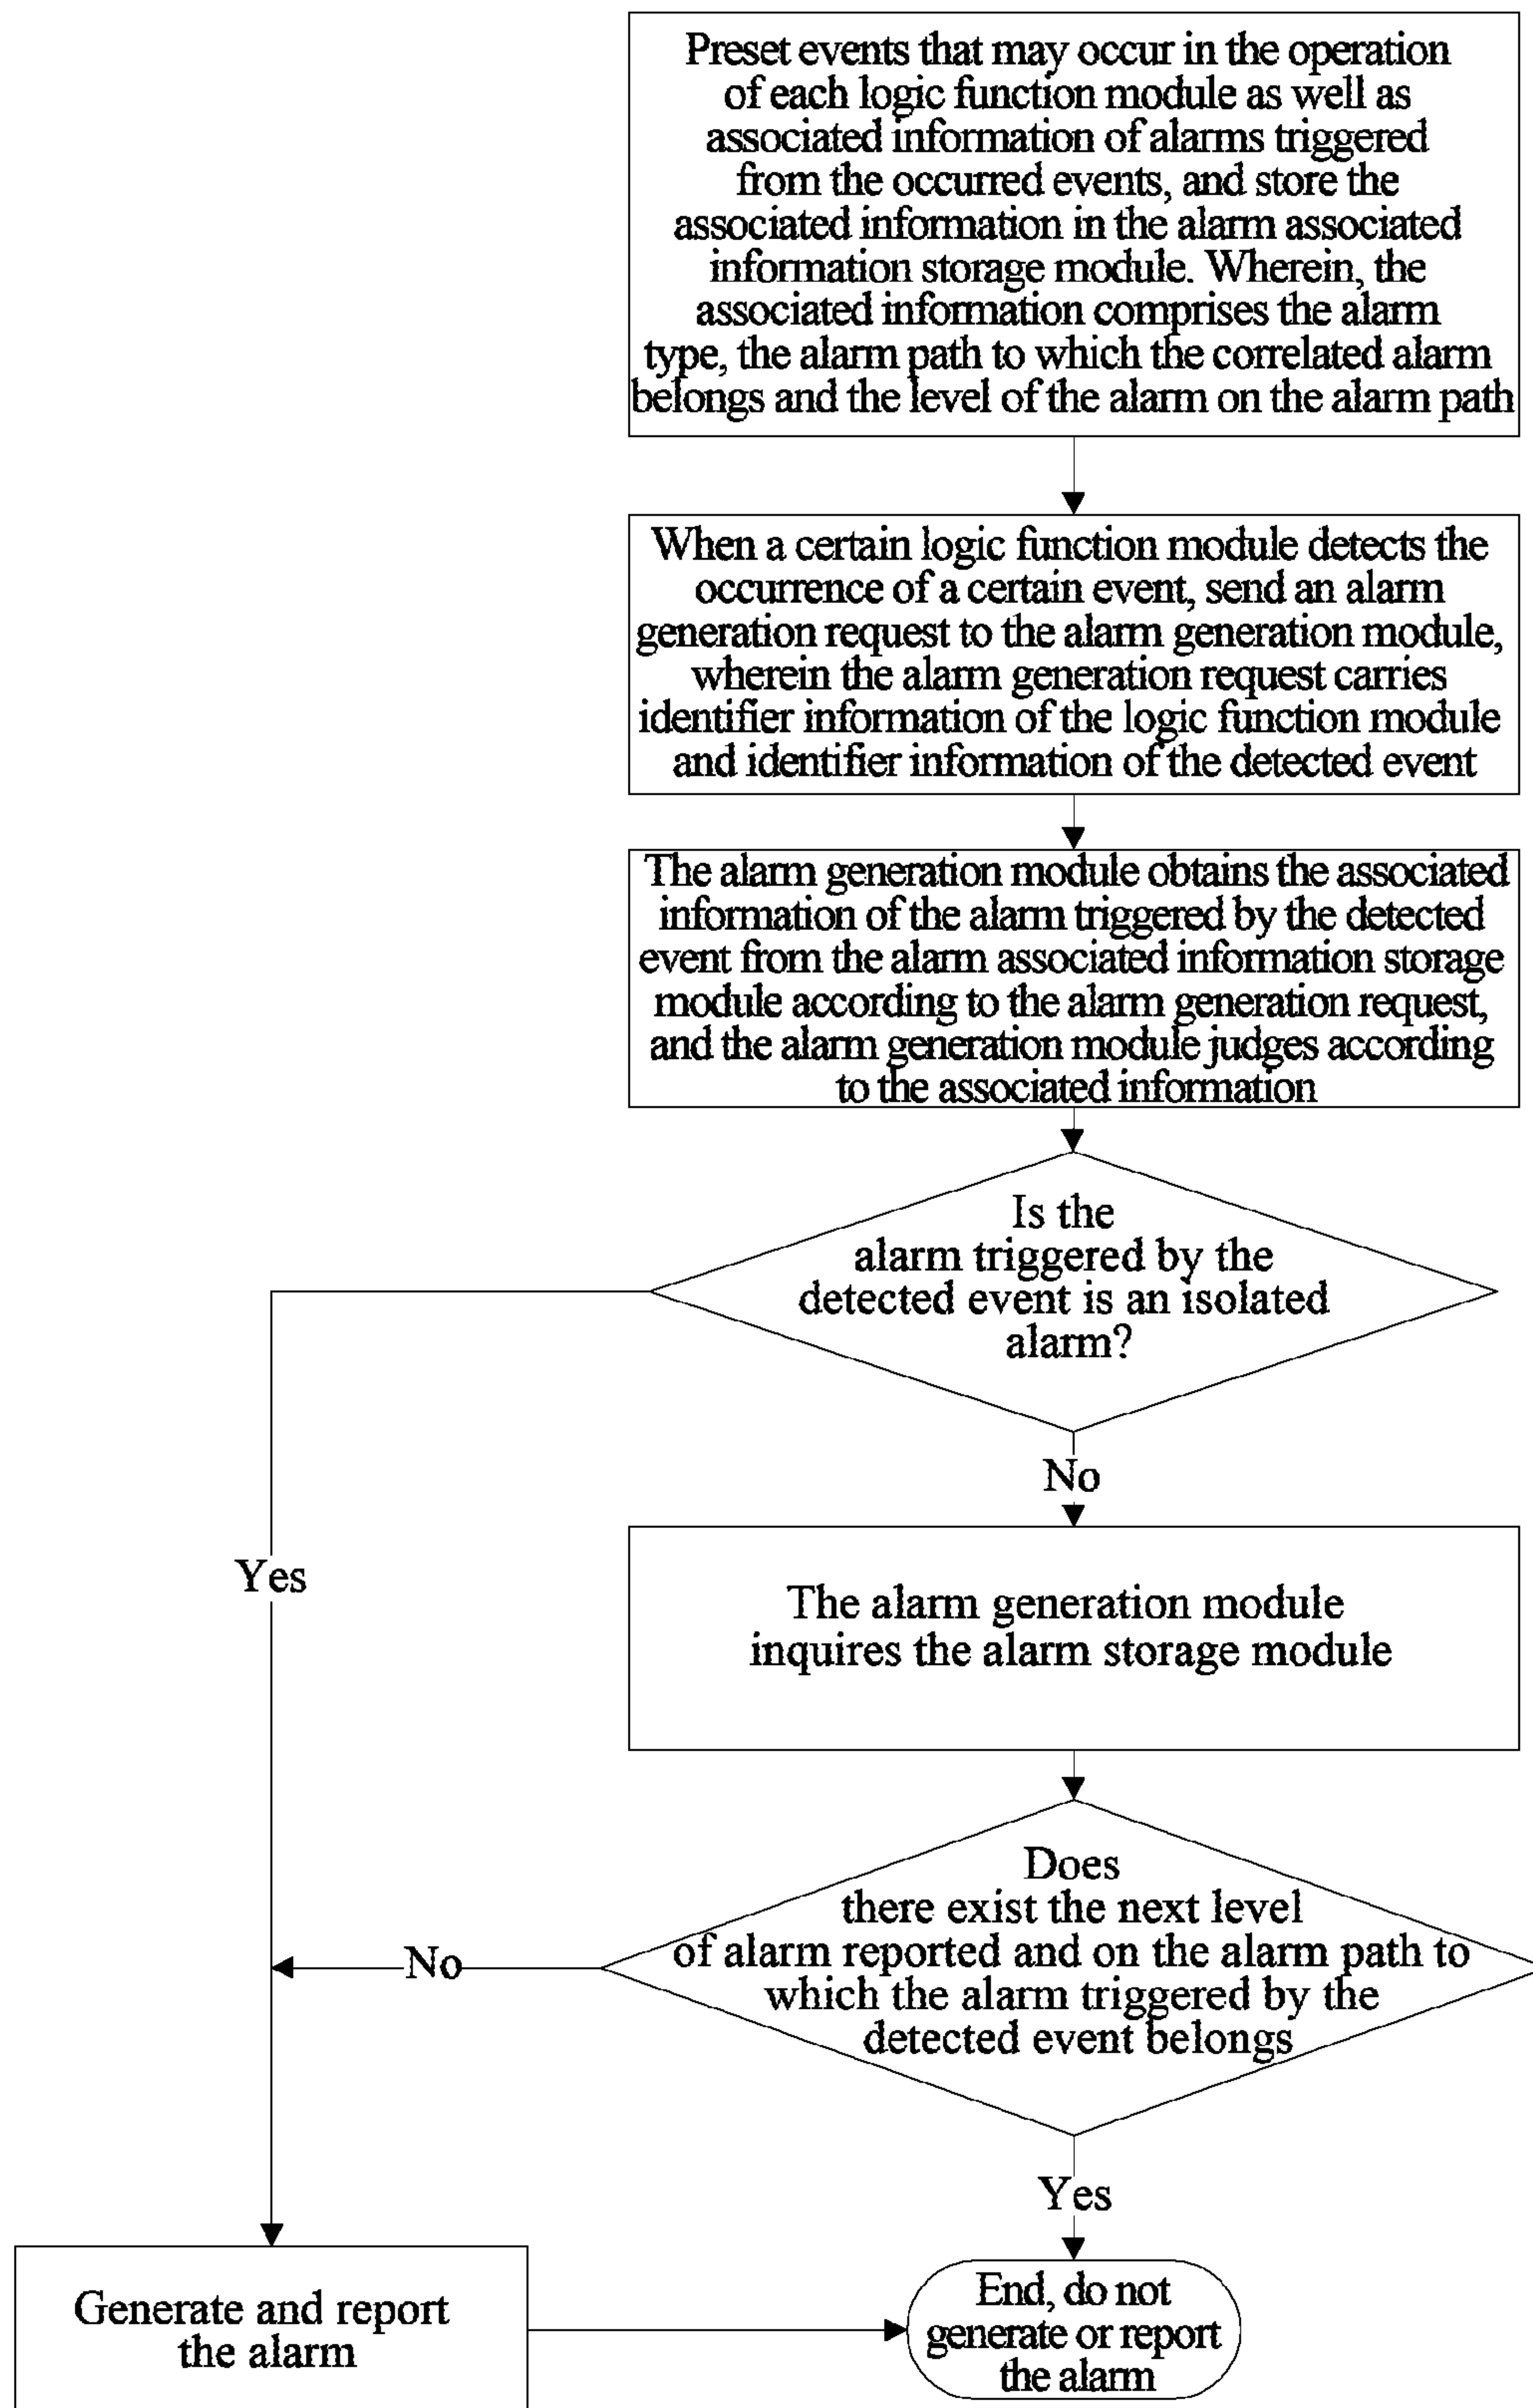 Preset events that may occur in the operation
of each logic function module as well as
associated information of alarms triggered
from the occurred events, and store the
associated information in the alarm associated
information storage module. Wherein, the
associated information comprises the alarm
type, the alarm path to which the correlated alarm
belongs and the level of the alarm on the alarm path
When a certain logic function module detects the
occurrence of a certain event, send an alarm
generation request to the alarm generation module,
wherein the alarm generation request carries
identifier information of the logic function module
and identifier information of the detected event
The alarm generation module obtains the associated
information of the alarm triggered by the detected
event from the alarm associated information storage
module according to the alarm generation request,
and the alarm generation module judges according
to the associated information
Is the
alarm triggered by the
detected event is an isolated
alarm?
No
Yes
The alarm generation module
inquires the alarm storage module
Does
there exist the next level
of alarm reported and on the alarm path to
which the alarm triggered by the
detected event belongs
No
Yes
Generate and report
the alarm
End, do not
generate or report
the alarm